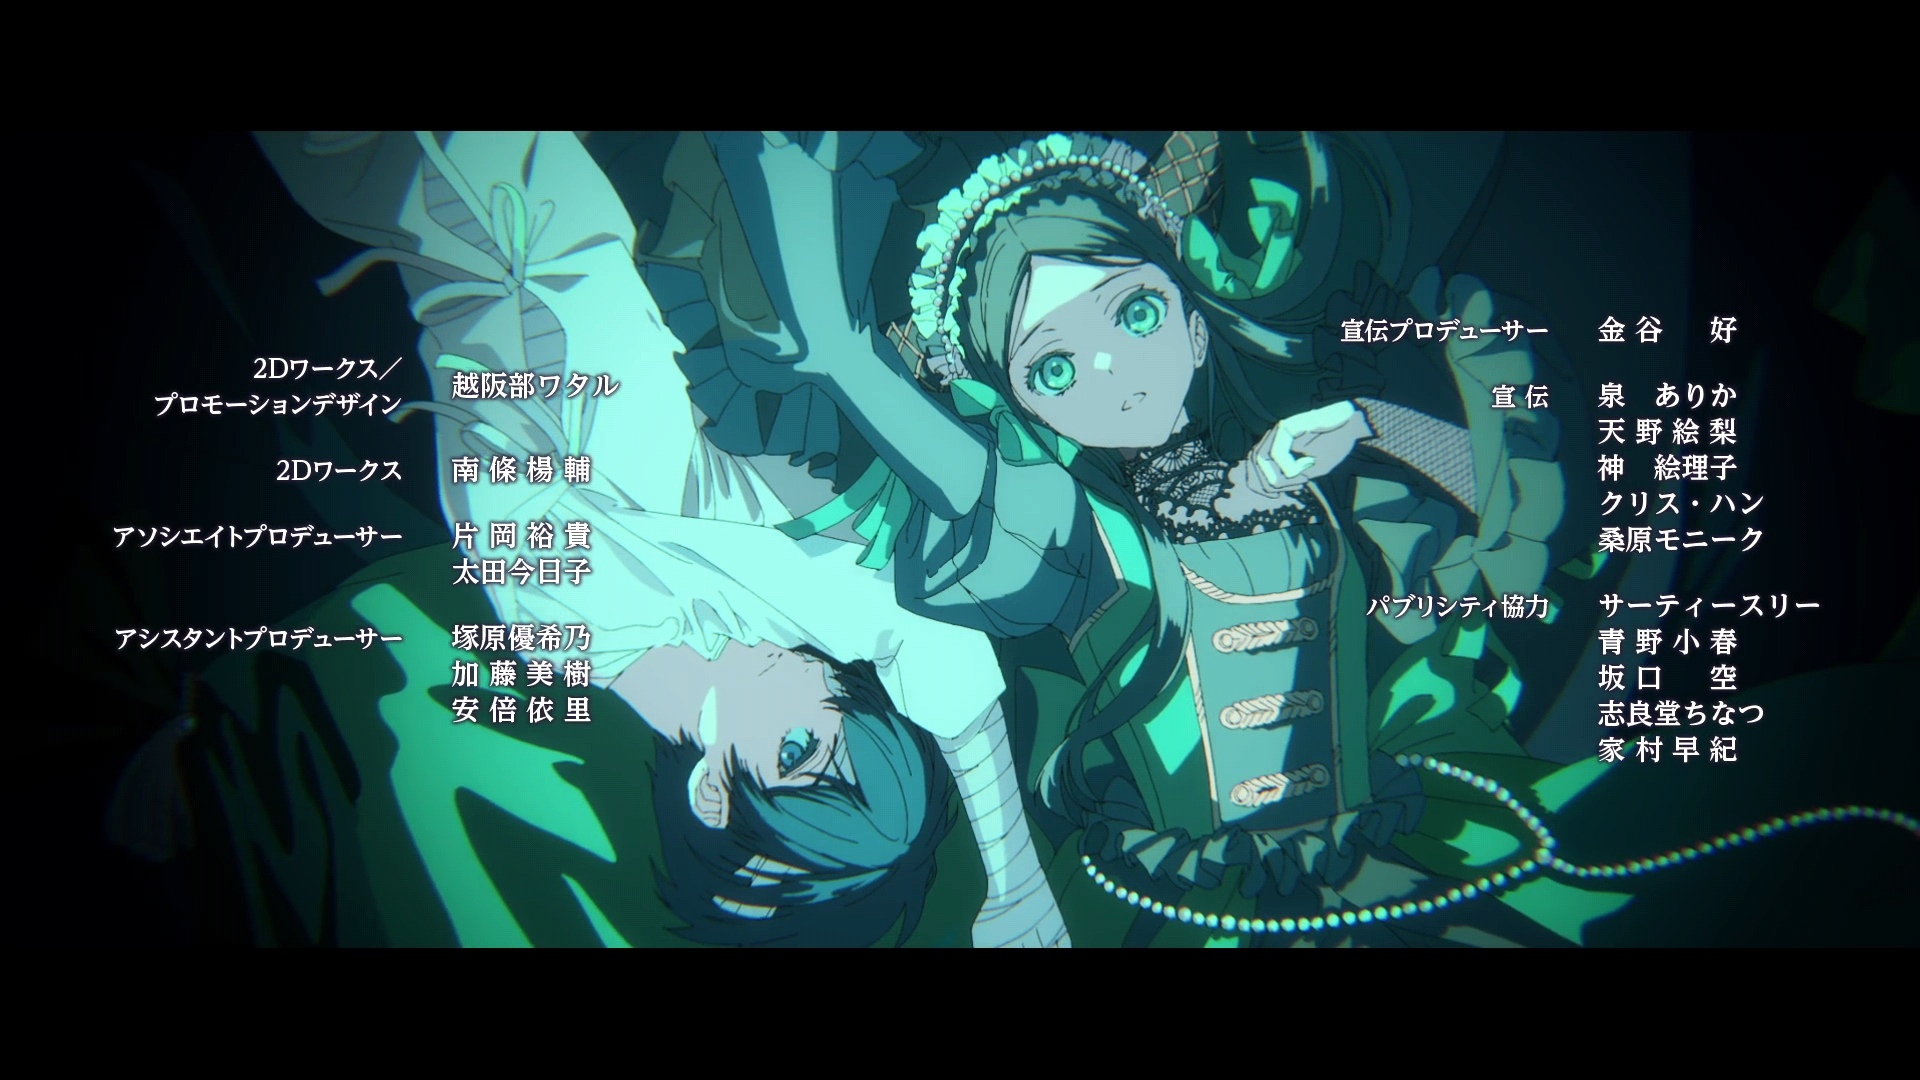 2Dワークス／
プロモーションデザイン
越阪部ワタル
2Dワークス 南條楊輔
アソシエイトプロデューサー 片岡裕貴
太田今日子
アシスタントプロデューサー 塚原優希乃
加藤美樹
安倍依里
宣伝プロデューサー 金谷 好
宣伝 泉 ありか
天野絵梨
神 絵理子
クリス・ハン
桑原モニーク
パブリシティ協力 サーティースリー
青野小春
坂口 空
志良堂ちなつ
家村早紀